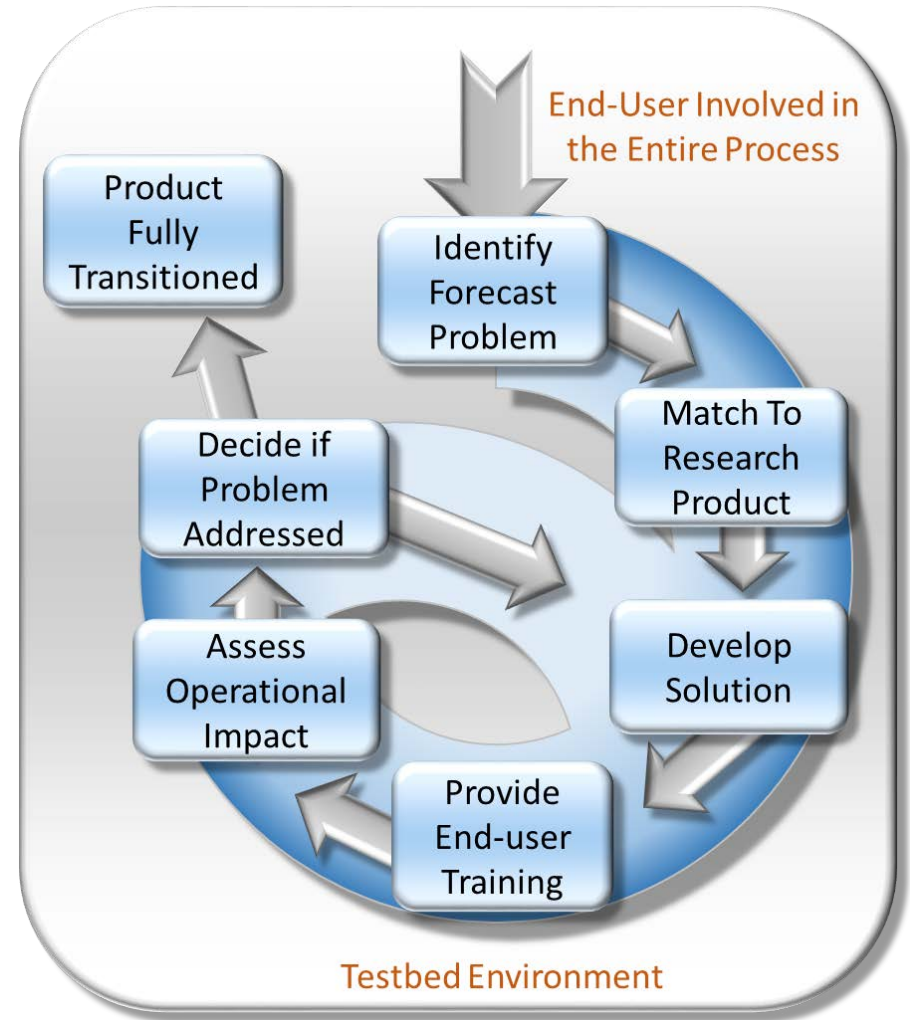 End-User Involved in
the Entire Process
Product
Fully
Transitioned
Identify
Forecast
Problem
Match To
Research
Product
Decide if
Problem
Addressed
Develop
Solution
Assess
Operational
Impact
Provide
End-user
Training
Testbed Environment